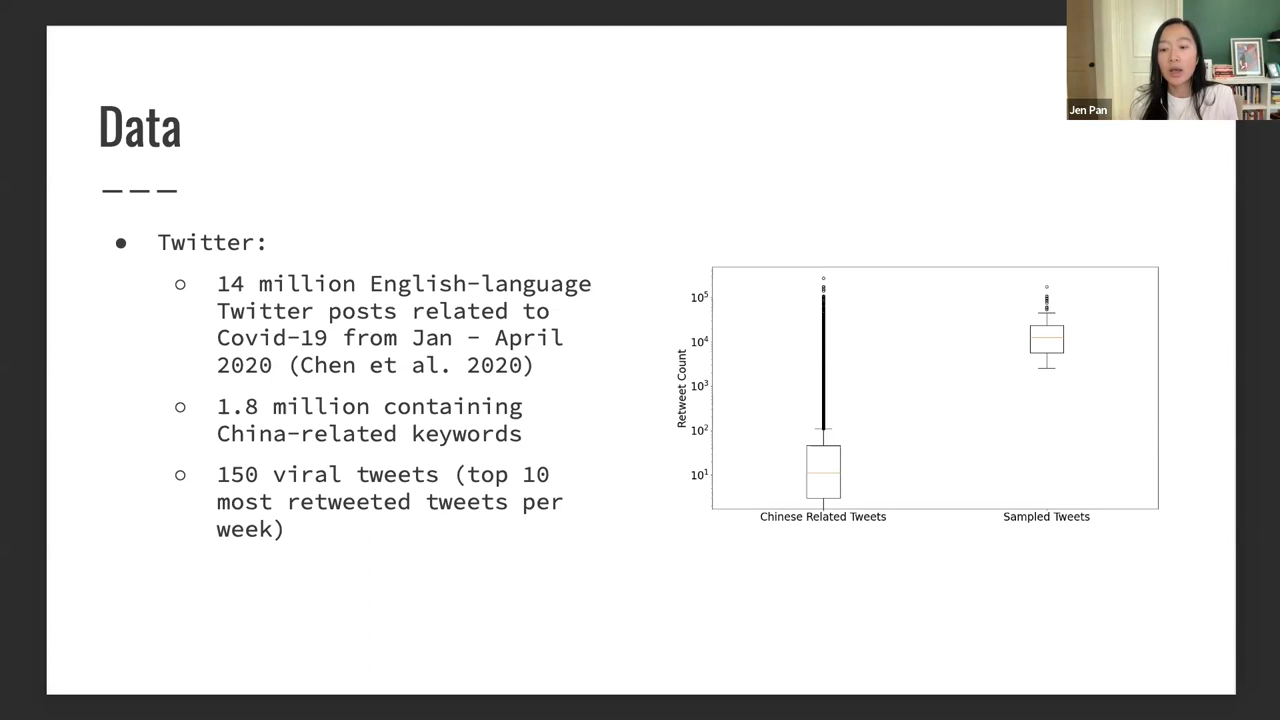 Jen Pan
Data
● Twitter:
○ 14 million English-language
Twitter posts related to
Covid-19 from Jan - April
2020 (Chen et al. 2020)
○ 1.8 million containing
China-related keywords
○ 150 viral tweets (top 10
most retweeted tweets per
week)
Retweet Count
10⁵
10⁴
10³
10²
10¹
Chinese Related Tweets
Sampled Tweets